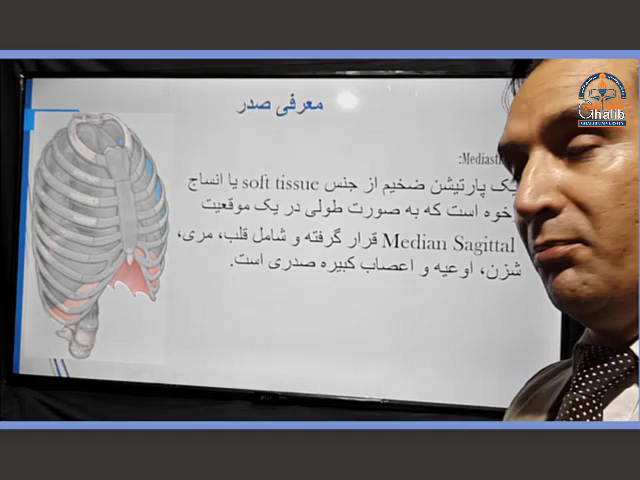 معرفی صدر
یک پارتیشن ضخیم از جنس soft tissue یا انساج
خوه است که به صورت طولی در یک موقعیت
Median Sagittal قرار گرفته و شامل قلب، مری،
شزن، اوعیه و اعصاب کبیره صدری است.
Ghalib